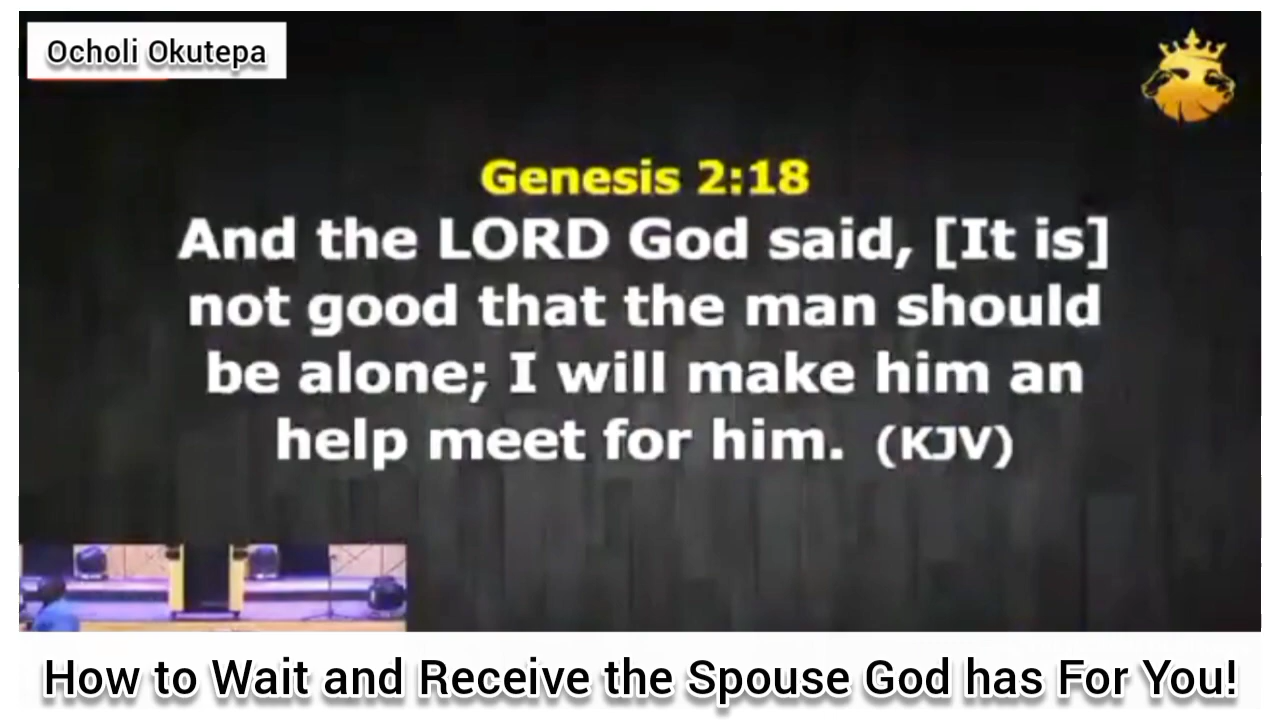 Ocholi Okutepa
Genesis 2:18
And the LORD God said, [It is]
not good that the man should
be alone; I will make him an
help meet for him. (KJV)
How to Wait and Receive the Spouse God has For You!